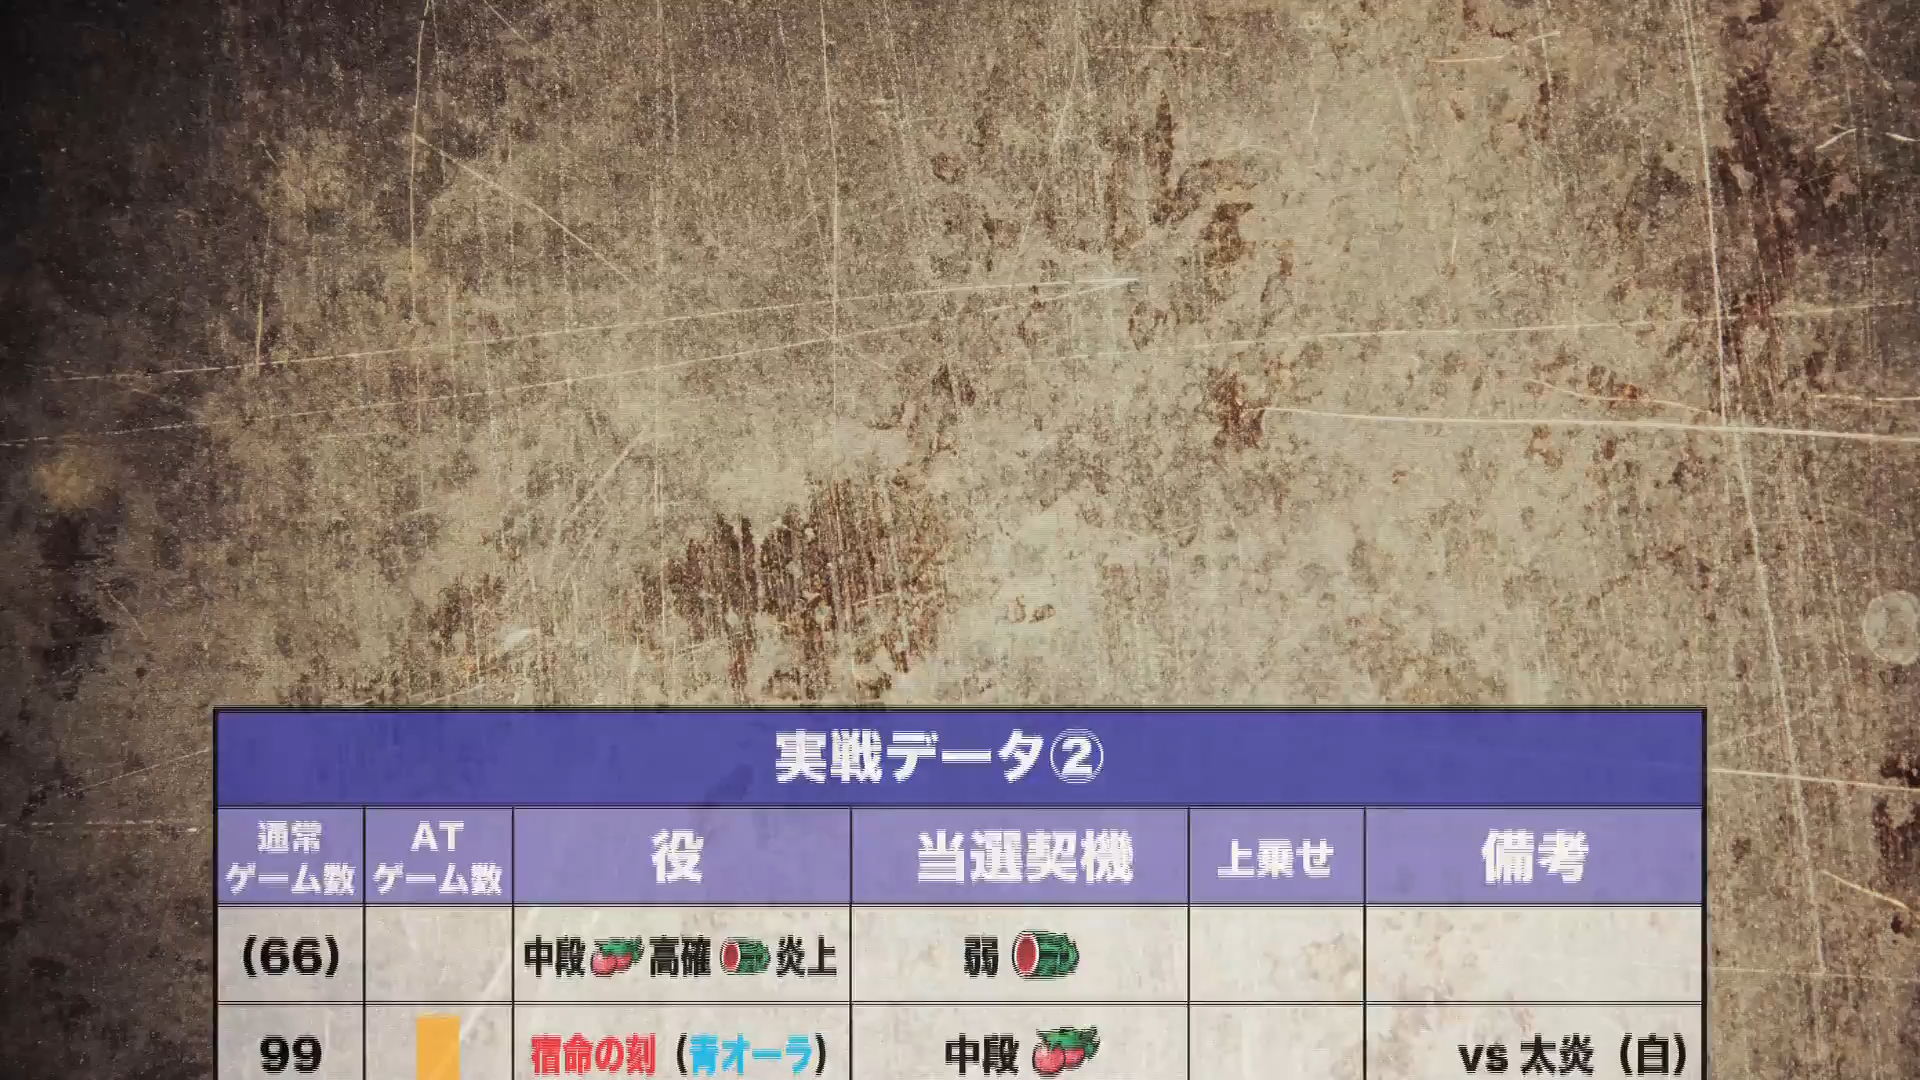 実戦データ②
通常
ゲーム数
AT
ゲーム数
役
当選契機
上乗せ
備考
(66)
中段 高確 炎上
弱
99
宿命の刻（青オーラ）
中段
vs 太炎（白）